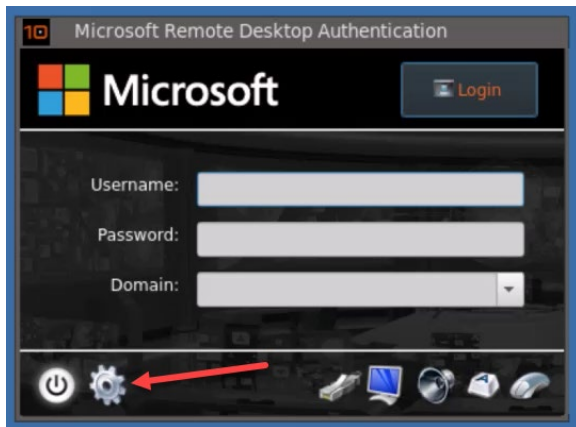 10 Microsoft Remote Desktop Authentication
Microsoft
Login
Username:
Password:
Domain:
A